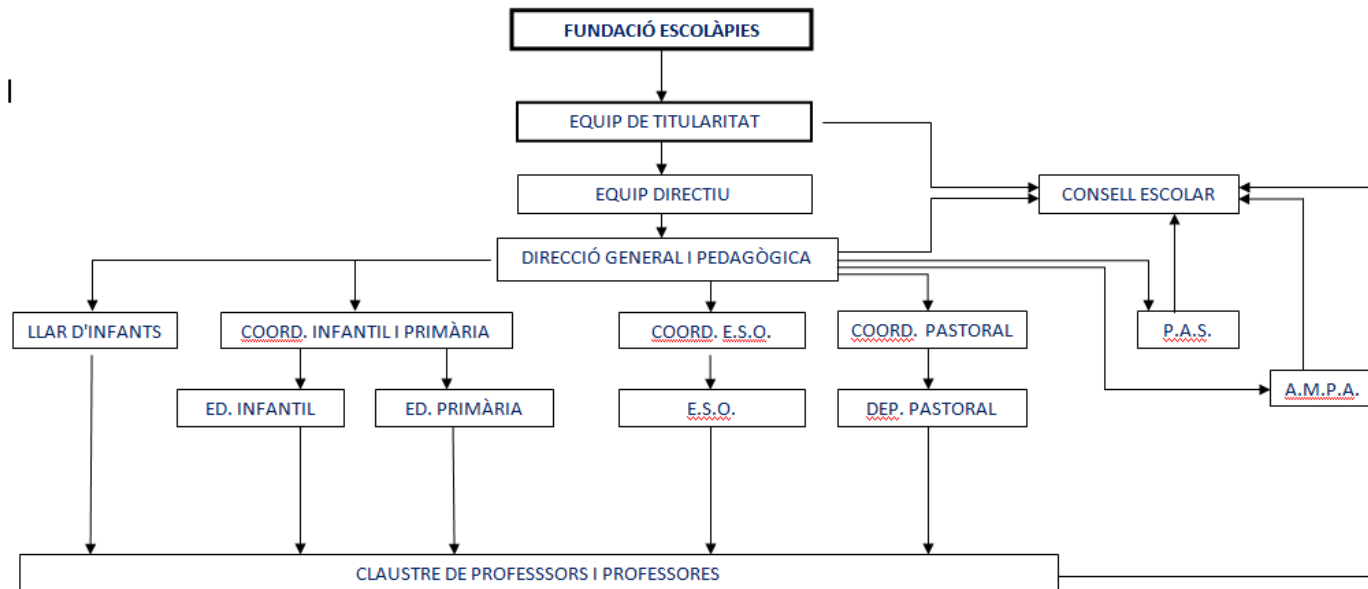 FUNDACIÓ ESCOLÀPIES
EQUIP DE TITULARITAT
EQUIP DIRECTIU
CONSELL ESCOLAR
DIRECCIÓ GENERAL I PEDAGÒGICA
LLAR D'INFANTS
COORD. INFANTIL I PRIMÀRIA
COORD. E.S.O.
COORD. PASTORAL
P.A.S.
ED. INFANTIL
ED. PRIMÀRIA
E.S.O.
DEP. PASTORAL
A.M.P.A.
CLAUSTRE DE PROFESSSORS I PROFESSORES